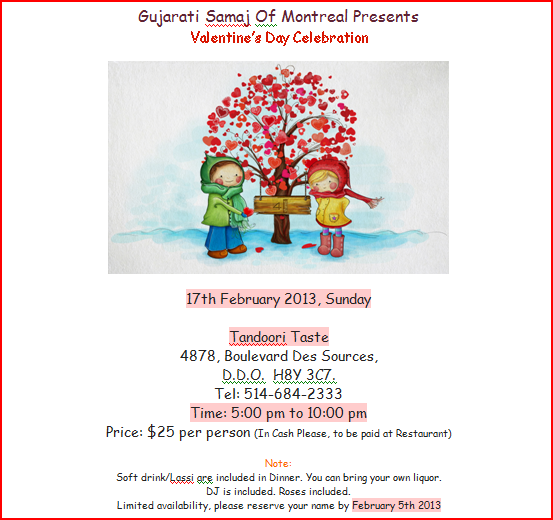 Gujarati Samaj Of Montreal Presents
Valentine's Day Celebration
17th February 2013, Sunday
Tandoori Taste
4878, Boulevard Des Sources,
D.D.O. H8Y 3C7.
Tel: 514-684-2333
Time: 5:00 pm to 10:00 pm
Price: $25 per person (In Cash Please, to be paid at Restaurant)
Note:
Soft drink/Lassi are included in Dinner. You can bring your own liquor.
DJ is included. Roses included.
Limited availability, please reserve your name by February 5th 2013